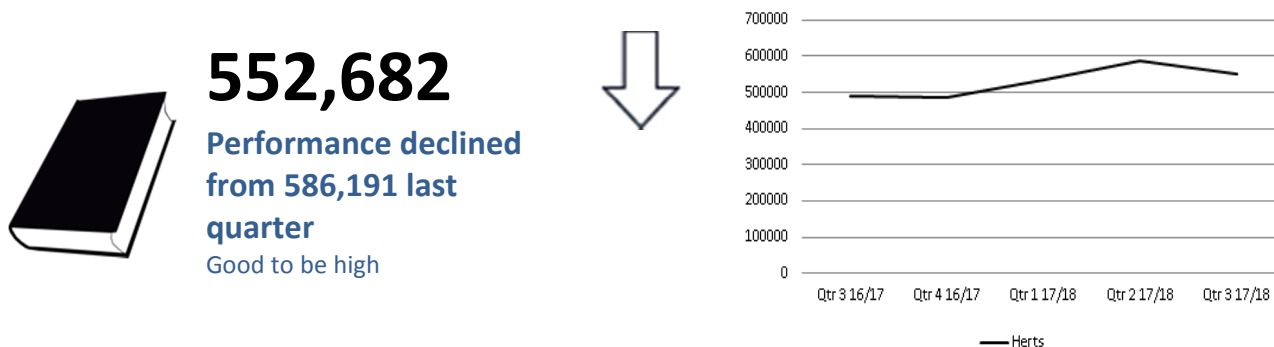 552,682
Performance declined
from 586,191 last
quarter
Good to be high
700000
600000
500000
400000
300000
200000
100000
0
Qtr 3 16/17 Qtr 4 16/17 Qtr 1 17/18 Qtr 2 17/18 Qtr 3 17/18
Herts